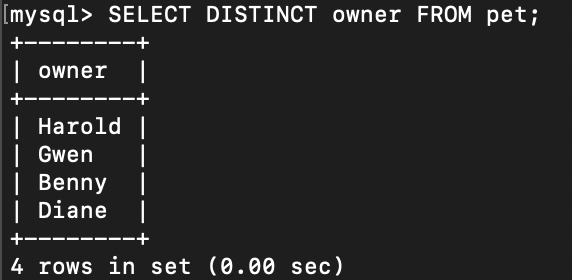 [mysql> SELECT DISTINCT owner FROM pet;
+--------+
| owner  |
+--------+
| Harold |
| Gwen   |
| Benny  |
| Diane  |
+--------+
4 rows in set (0.00 sec)